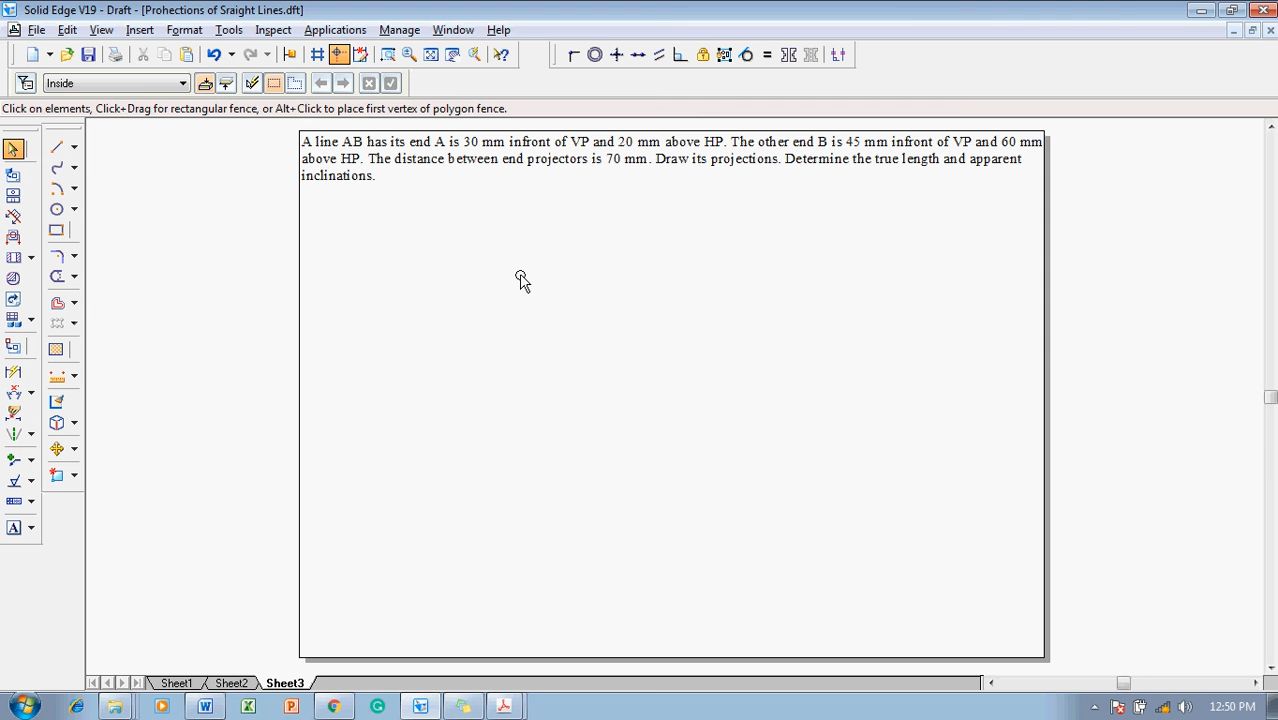 Solid Edge V19 - Draft - [Prohections of Sraight Lines.dft]
File Edit View Insert Format Tools Inspect Applications Manage Window Help
Inside
Click on elements, Click+Drag for rectangular fence, or Alt+Click to place first vertex of polygon fence.
A line AB has its end A is 30 mm infront of VP and 20 mm above HP. The other end B is 45 mm infront of VP and 60 mm
above HP. The distance between end projectors is 70 mm. Draw its projections. Determine the true length and apparent
inclinations.
A
Sheet1 Sheet2 Sheet3
12:50 PM